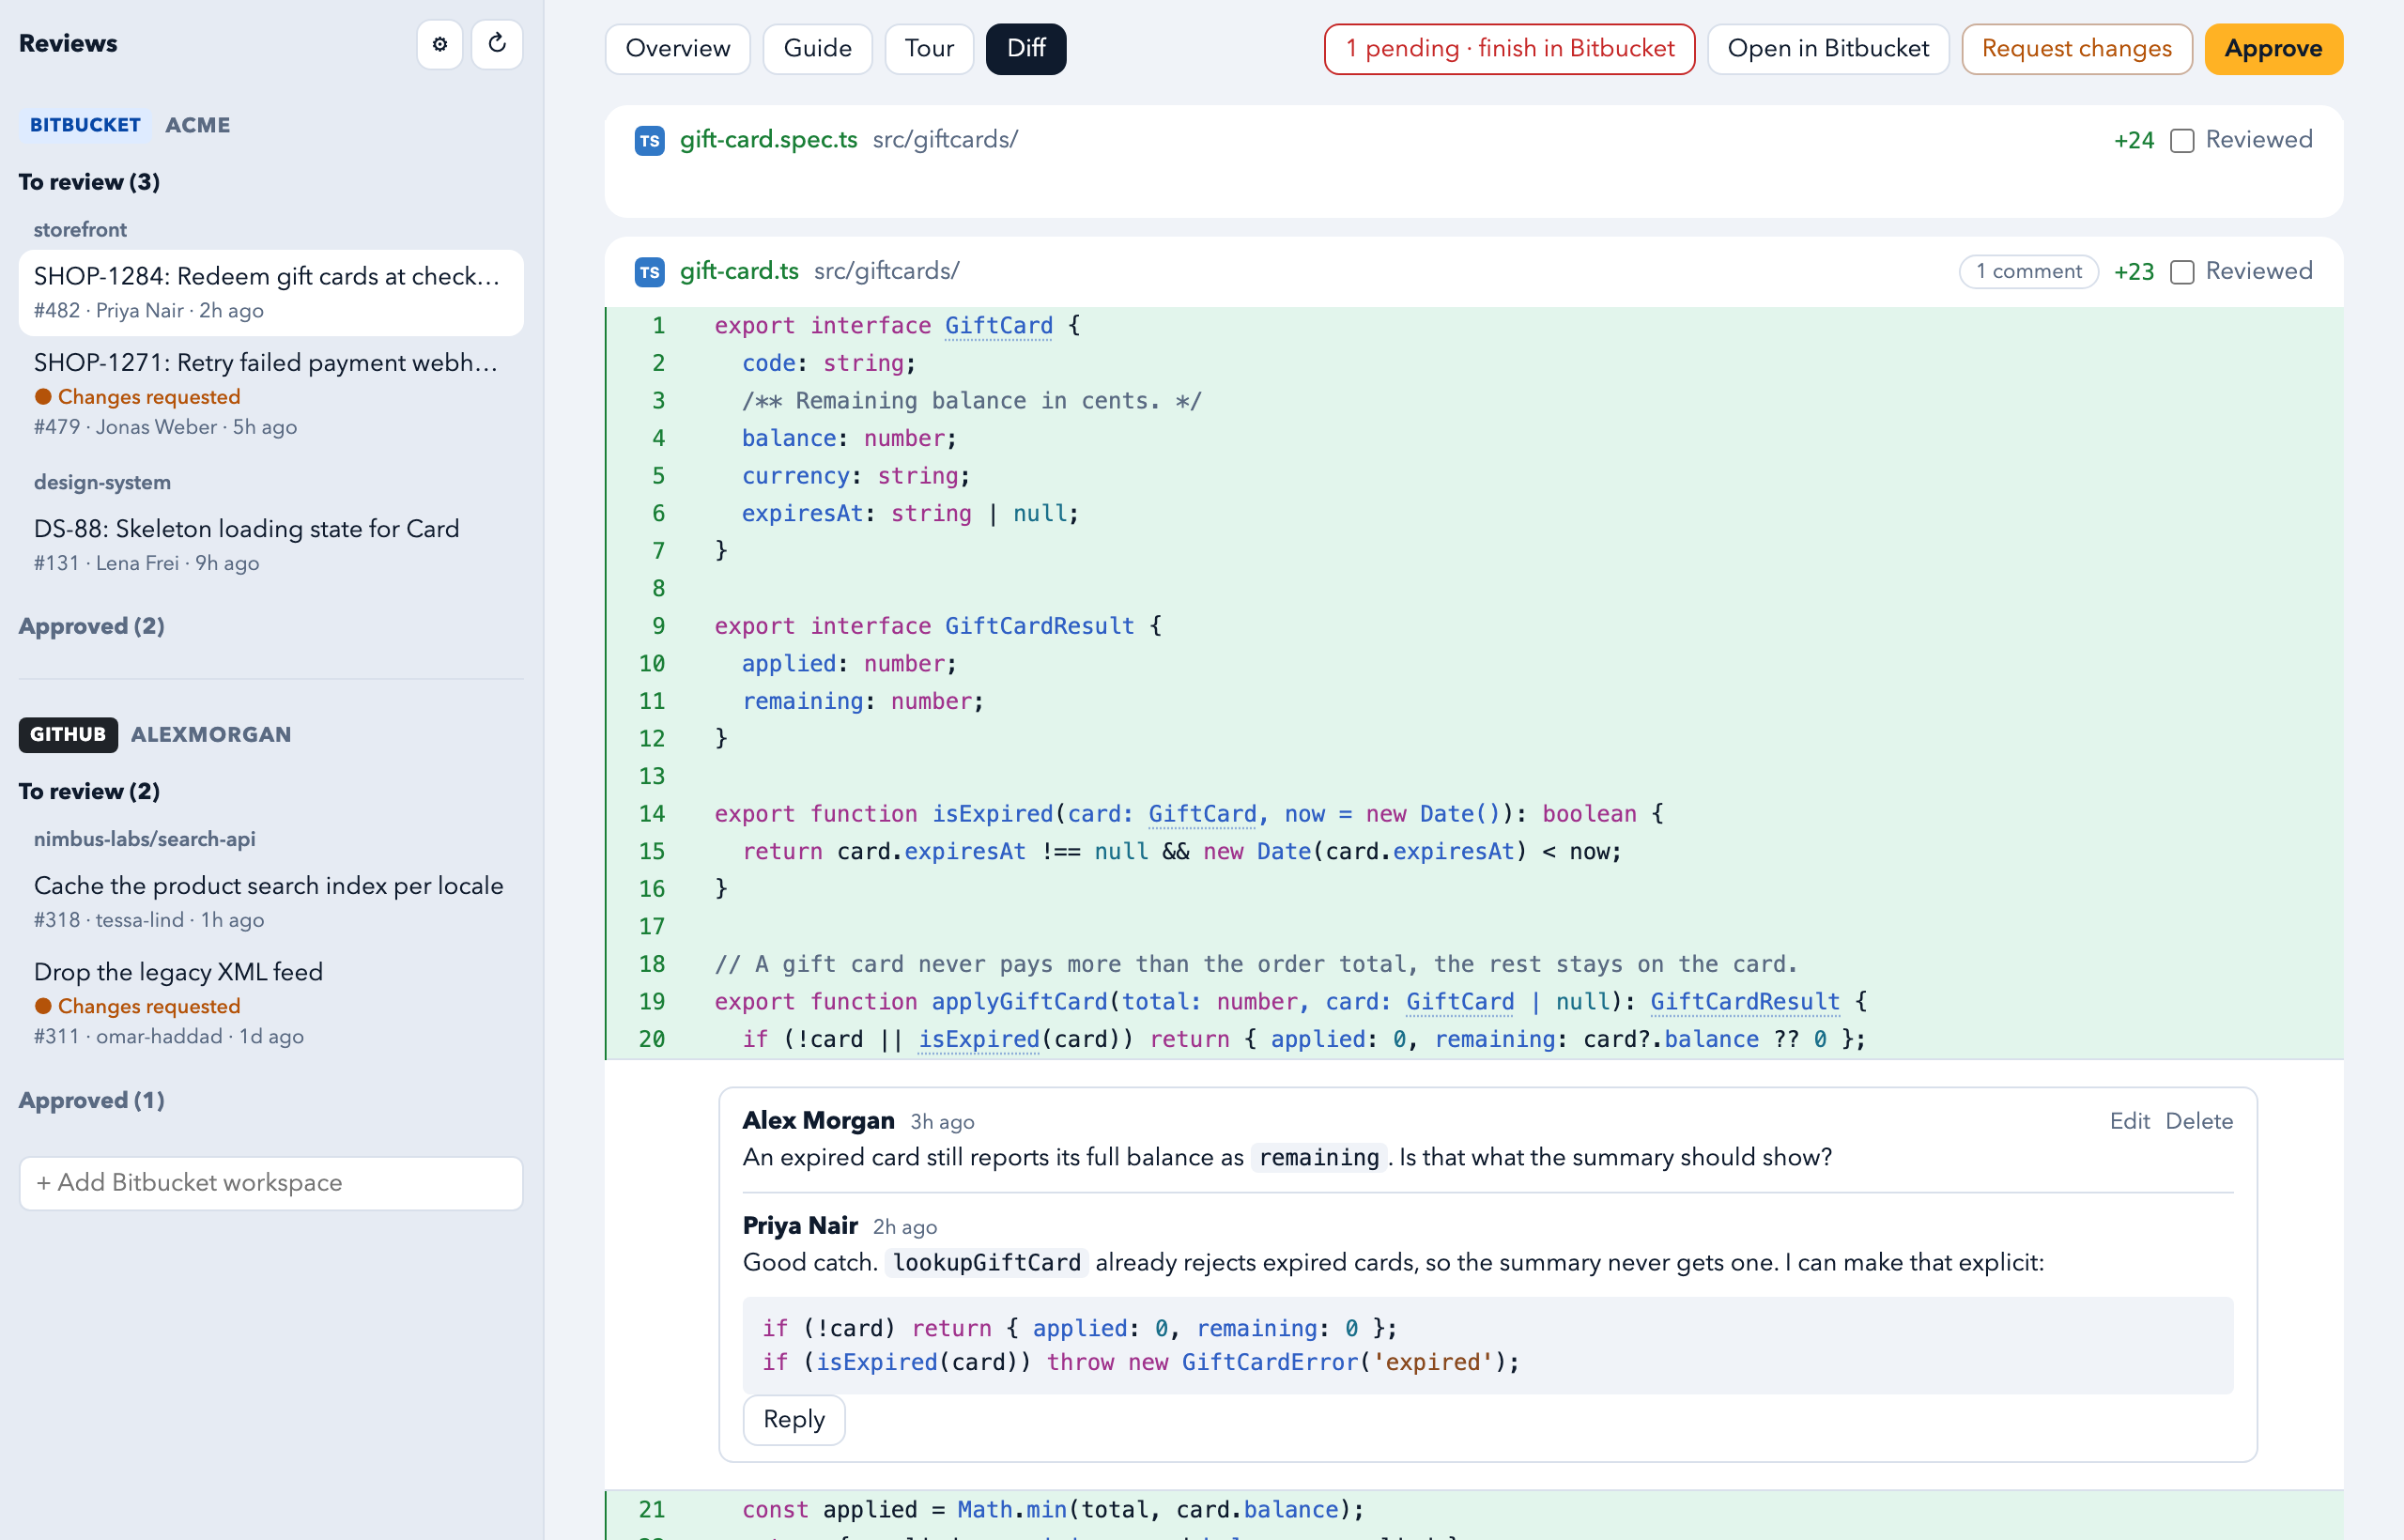 Reviews
BITBUCKET ACME
To review (3)
storefront
SHOP-1284: Redeem gift cards at check…
#482 · Priya Nair · 2h ago
SHOP-1271: Retry failed payment webh…
Changes requested
#479 · Jonas Weber · 5h ago
design-system
DS-88: Skeleton loading state for Card
#131 · Lena Frei · 9h ago
Approved (2)
GITHUB ALEXMORGAN
To review (2)
nimbus-labs/search-api
Cache the product search index per locale
#318 · tessa-lind · 1h ago
Drop the legacy XML feed
Changes requested
#311 · omar-haddad · 1d ago
Approved (1)
+ Add Bitbucket workspace
Overview Guide Tour Diff 1 pending · finish in Bitbucket Open in Bitbucket Request changes Approve
TS gift-card.spec.ts src/giftcards/ +24 Reviewed
TS gift-card.ts src/giftcards/ 1 comment +23 Reviewed
1 export interface GiftCard {
2   code: string;
3   /** Remaining balance in cents. */
4   balance: number;
5   currency: string;
6   expiresAt: string | null;
7 }
8
9 export interface GiftCardResult {
10   applied: number;
11   remaining: number;
12 }
13
14 export function isExpired(card: GiftCard, now = new Date()): boolean {
15   return card.expiresAt !== null && new Date(card.expiresAt) < now;
16 }
17
18 // A gift card never pays more than the order total, the rest stays on the card.
19 export function applyGiftCard(total: number, card: GiftCard | null): GiftCardResult {
20   if (!card || isExpired(card)) return { applied: 0, remaining: card?.balance ?? 0 };
Alex Morgan 3h ago Edit Delete
An expired card still reports its full balance as remaining. Is that what the summary should show?
Priya Nair 2h ago
Good catch. lookupGiftCard already rejects expired cards, so the summary never gets one. I can make that explicit:
if (!card) return { applied: 0, remaining: 0 };
if (isExpired(card)) throw new GiftCardError('expired');
Reply
21   const applied = Math.min(total, card.balance);